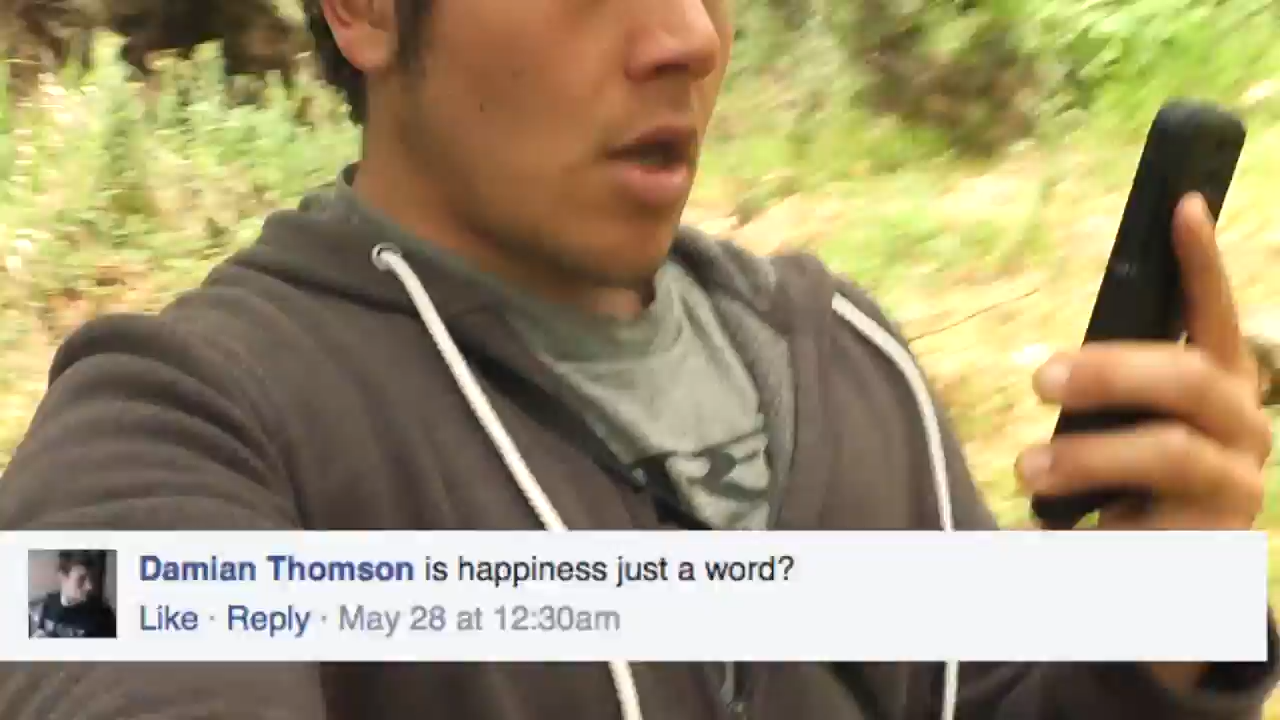 Damian Thomson is happiness just a word?
Like · Reply · May 28 at 12:30am